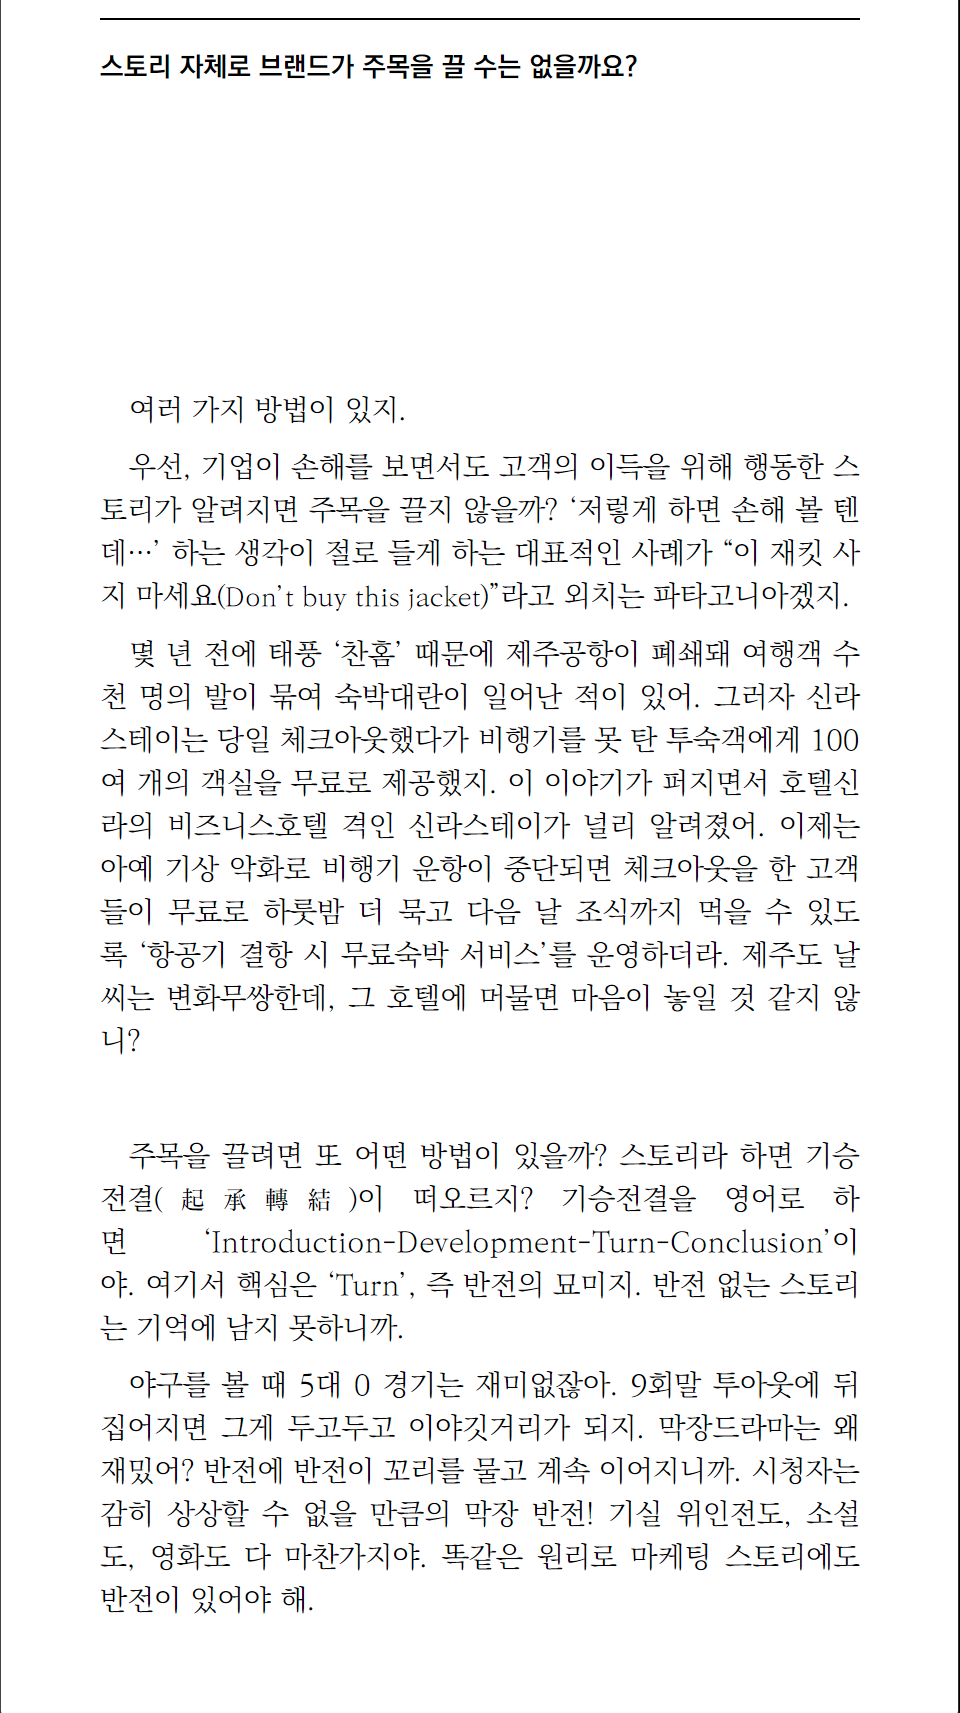 스토리 자체로 브랜드가 주목을 끌 수는 없을까요?
여러 가지 방법이 있지.
우선, 기업이 손해를 보면서도 고객의 이득을 위해 행동한 스
토리가 알려지면 주목을 끌지 않을까? ‘저렇게 하면 손해 볼 텐
데…’ 하는 생각이 절로 들게 하는 대표적인 사례가 “이 재킷 사
지 마세요(Don’t buy this jacket)”라고 외치는 파타고니아겠지.
몇 년 전에 태풍 ‘찬홈’ 때문에 제주공항이 폐쇄돼 여행객 수
천 명의 발이 묶여 숙박대란이 일어난 적이 있어. 그러자 신라
스테이는 당일 체크아웃했다가 비행기를 못 탄 투숙객에게 100
여 개의 객실을 무료로 제공했지. 이 이야기가 퍼지면서 호텔신
라의 비즈니스호텔 격인 신라스테이가 널리 알려졌어. 이제는
아예 기상 악화로 비행기 운항이 중단되면 체크아웃을 한 고객
들이 무료로 하룻밤 더 묵고 다음 날 조식까지 먹을 수 있도
록 ‘항공기 결항 시 무료숙박 서비스’를 운영하더라. 제주도 날
씨는 변화무쌍한데, 그 호텔에 머물면 마음이 놓일 것 같지 않
니?
주목을 끌려면 또 어떤 방법이 있을까? 스토리라 하면 기승
전결(起承轉結)이 떠오르지? 기승전결을 영어로 하
면 ‘Introduction-Development-Turn-Conclusion’이
야. 여기서 핵심은 ‘Turn’, 즉 반전의 묘미지. 반전 없는 스토리
는 기억에 남지 못하니까.
야구를 볼 때 5대 0 경기는 재미없잖아. 9회말 투아웃에 뒤
집어지면 그게 두고두고 이야깃거리가 되지. 막장드라마는 왜
재밌어? 반전에 반전이 꼬리를 물고 계속 이어지니까. 시청자는
감히 상상할 수 없을 만큼의 막장 반전! 기실 위인전도, 소설
도, 영화도 다 마찬가지야. 똑같은 원리로 마케팅 스토리에도
반전이 있어야 해.